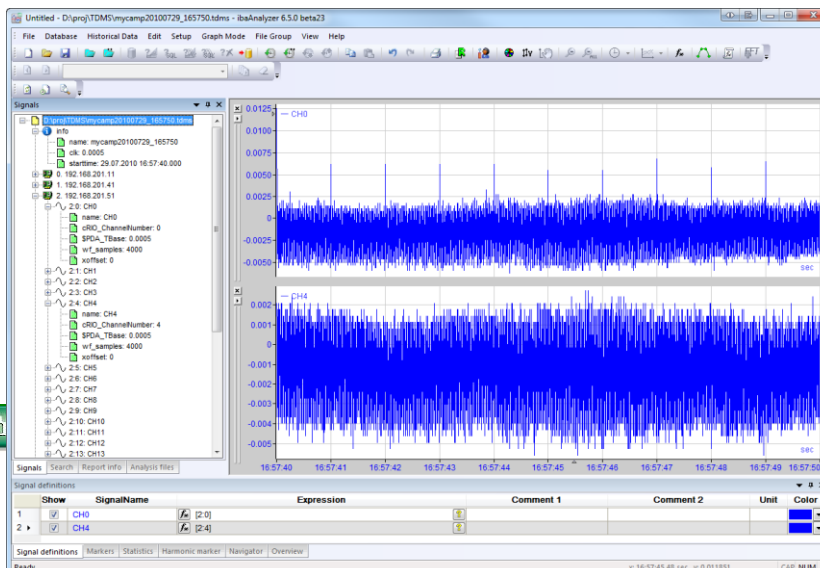 Untitled - D:\proj\TDMS\mycamp20100729_165750.tdms - ibaAnalyzer 6.5.0 beta23
File Database Historical Data Edit Setup Graph Mode File Group View Help
Signals
D:\proj\TDMS\mycamp20100729_165750.tdms
info
name: mycamp20100729_165750
clk: 0.0005
starttime: 29.07.2010 16:57:40.000
0. 192.168.201.11
1. 192.168.201.41
2. 192.168.201.51
2:0: CH0
name: CH0
cRIO_ChannelNumber: 0
$PDA_TBase: 0.0005
wf_samples: 4000
xoffset: 0
2:1: CH1
2:2: CH2
2:3: CH3
2:4: CH4
name: CH4
cRIO_ChannelNumber: 4
$PDA_TBase: 0.0005
wf_samples: 4000
xoffset: 0
2:5: CH5
2:6: CH6
2:7: CH7
2:8: CH8
2:9: CH9
2:10: CH10
2:11: CH11
2:12: CH12
2:13: CH13
Signals Search Report info Analysis files
CH0
0.0125
0.0100
0.0075
0.0050
0.0025
0
-0.0025
-0.0050
sec
CH4
0.002
0.001
0
-0.001
-0.002
-0.003
-0.004
-0.005
sec
16:57:40 16:57:41 16:57:42 16:57:43 16:57:44 16:57:45 16:57:46 16:57:47 16:57:48 16:57:49 16:57:50
Signal definitions
Show SignalName Expression Comment 1 Comment 2 Unit Color
1 CH0 fx [2:0]
2 CH4 fx [2:4]
Signal definitions Markers Statistics Harmonic marker Navigator Overview
Ready
CAP NUM